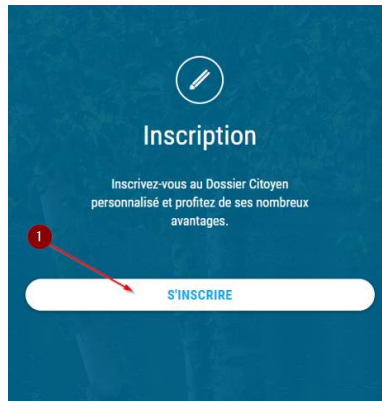 Inscription
Inscrivez-vous au Dossier Citoyen
personnalisé et profitez de ses nombreux
avantages.
1
S'INSCRIRE